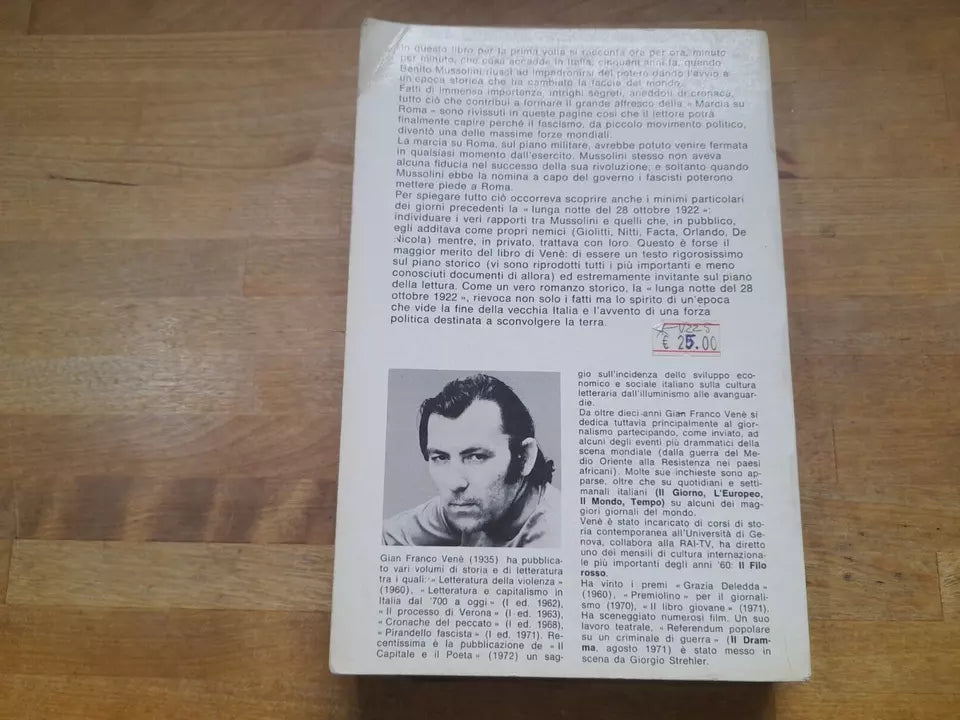 In questo libro per la prima volta si racconta ora per ora, minuto
per minuto, che cosa accadde in Italia, cinquant'anni fa, quando
Benito Mussolini riuscì ad impadronirsi del potere dando l'avvio a
un'epoca storica che ha cambiato la faccia del mondo.
Fatti di immensa importanza, intrighi segreti, aneddoti di cronaca,
tutto ciò che contribuì a formare il grande affresco della « Marcia su
Roma » sono rivissuti in queste pagine così che il lettore potrà
finalmente capire perché il fascismo, da piccolo movimento politico,
diventò una delle massime forze mondiali.
La marcia su Roma, sul piano militare, avrebbe potuto venire fermata
in qualsiasi momento dall'esercito. Mussolini stesso non aveva
alcuna fiducia nel successo della sua rivoluzione; e soltanto quando
Mussolini ebbe la nomina a capo del governo i fascisti poterono
mettere piede a Roma.
Per spiegare tutto ciò occorreva scoprire anche i minimi particolari
dei giorni precedenti la « lunga notte del 28 ottobre 1922 »:
individuare i veri rapporti tra Mussolini e quelli che, in pubblico,
egli additava come propri nemici (Giolitti, Nitti, Facta, Orlando, De
Nicola) mentre, in privato, trattava con loro. Questo è forse il
maggior merito del libro di Venè: di essere un testo rigorosissimo
sul piano storico (vi sono riprodotti tutti i più importanti e meno
conosciuti documenti di allora) ed estremamente invitante sul piano
della lettura. Come un vero romanzo storico, la « lunga notte del 28
ottobre 1922 », rievoca non solo i fatti ma lo spirito di un'epoca
che vide la fine della vecchia Italia e l'avvento di una forza
politica destinata a sconvolgere la terra.
€ 25.00
Gian Franco Venè (1935) ha pubblica-
to vari volumi di storia e di letteratura
tra i quali: « Letteratura della violenza »
(1960), « Letteratura e capitalismo in
Italia dal '700 a oggi » (I ed. 1962),
« Il processo di Verona » (I ed. 1963),
« Cronache del peccato » (I ed. 1968),
« Pirandello fascista » (I ed. 1971). Re-
centissima è la pubblicazione de « Il
Capitale e il Poeta » (1972) un sag-
gio sull'incidenza dello sviluppo eco-
nomico e sociale italiano sulla cultura
letteraria dall'illuminismo alle avanguar-
die.
Da oltre dieci anni Gian Franco Venè si
dedica tuttavia principalmente al gior-
nalismo partecipando, come inviato, ad
alcuni degli eventi più drammatici della
scena mondiale (dalla guerra del Me-
dio Oriente alla Resistenza nei paesi
africani). Molte sue inchieste sono ap-
parse, oltre che su quotidiani e setti-
manali italiani (Il Giorno, L'Europeo,
Il Mondo, Tempo) su alcuni dei mag-
giori giornali del mondo.
Venè è stato incaricato di corsi di sto-
ria contemporanea all'Università di Ge-
nova, collabora alla RAI-TV, ha diretto
uno dei mensili di cultura internaziona-
le più importanti degli anni '60: Il Filo
rosso.
Ha vinto i premi « Grazia Deledda »
(1960), « Premiolino » per il giornali-
smo (1970), « Il libro giovane » (1971).
Ha sceneggiato numerosi film. Un suo
lavoro teatrale, « Referendum popolare
su un criminale di guerra » (Il Dram-
ma, agosto 1971) è stato messo in
scena da Giorgio Strehler.